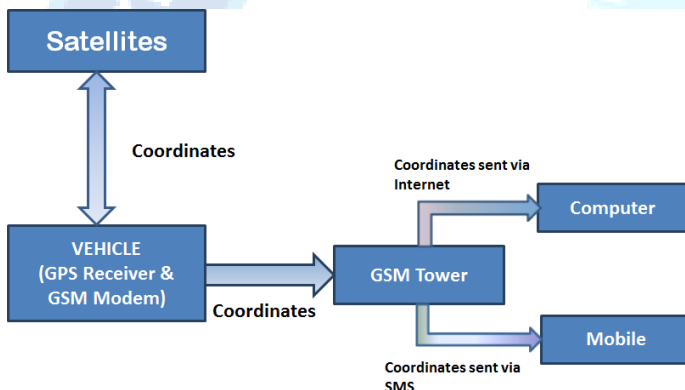 Satellites
Coordinates
VEHICLE
(GPS Receiver &
GSM Modem)
Coordinates
GSM Tower
Coordinates sent via
Internet
Computer
Mobile
Coordinates sent via
SMS